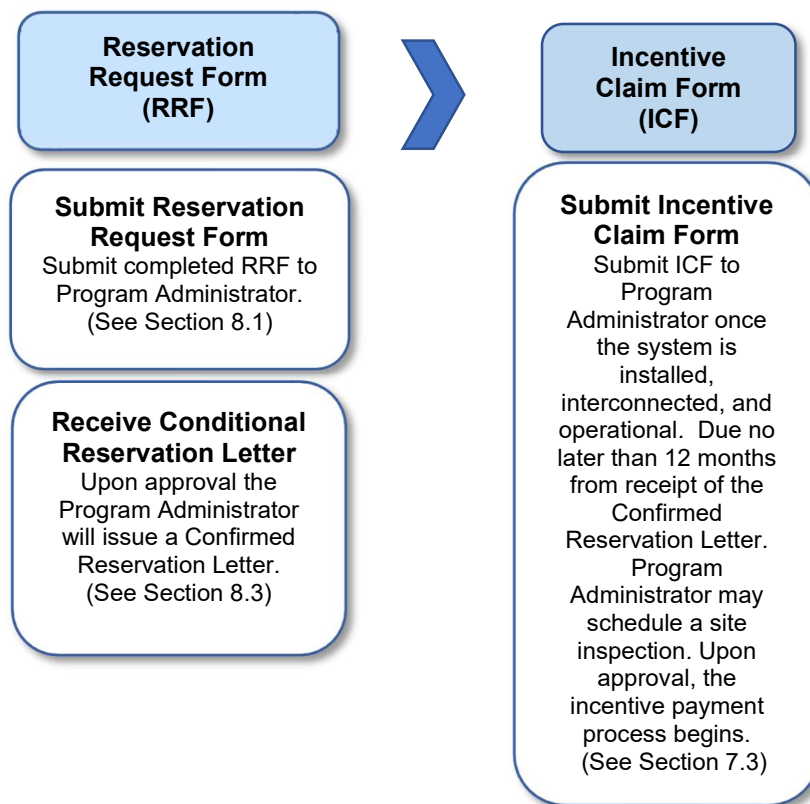 Reservation
Request Form
(RRF)
Submit Reservation
Request Form
Submit completed RRF to
Program Administrator.
(See Section 8.1)
Receive Conditional
Reservation Letter
Upon approval the
Program Administrator
will issue a Confirmed
Reservation Letter.
(See Section 8.3)
Incentive
Claim Form
(ICF)
Submit Incentive
Claim Form
Submit ICF to
Program
Administrator once
the system is
installed,
interconnected, and
operational.  Due no
later than 12 months
from receipt of the
Confirmed
Reservation Letter.
Program
Administrator may
schedule a site
inspection. Upon
approval, the
incentive payment
process begins.
(See Section 7.3)